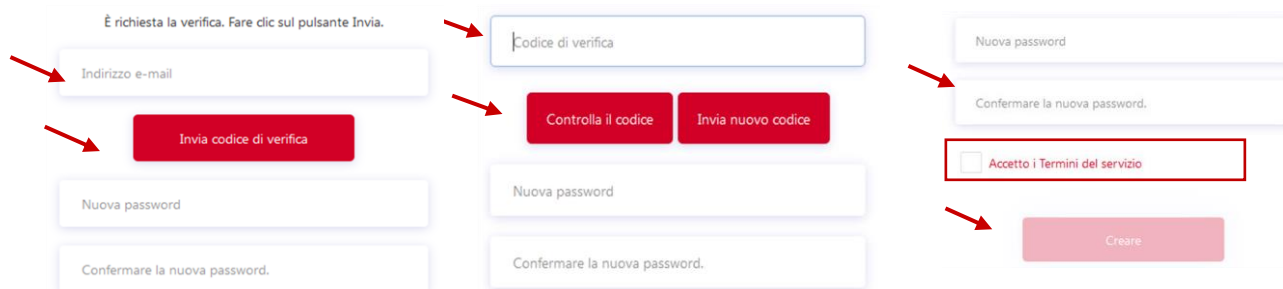 È richiesta la verifica. Fare clic sul pulsante Invia.
Indirizzo e-mail
Invia codice di verifica
Nuova password
Confermare la nuova password.
Codice di verifica
Controlla il codice
Invia nuovo codice
Nuova password
Confermare la nuova password.
Nuova password
Confermare la nuova password.
Accetto i Termini del servizio
Creare